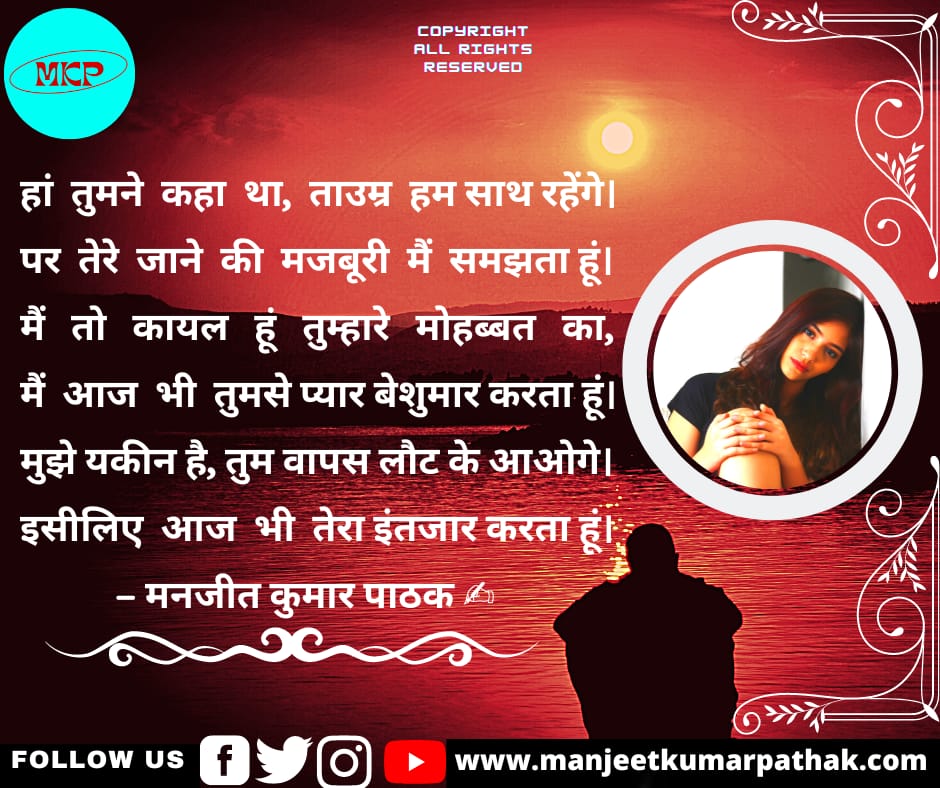 MKP
COPYRIGHT
ALL RIGHTS
RESERVED
हां तुमने कहा था, ताउम्र हम साथ रहेंगे।
पर तेरे जाने की मजबूरी मैं समझता हूं।
मैं तो कायल हूं तुम्हारे मोहब्बत का,
मैं आज भी तुमसे प्यार बेशुमार करता हूं।
मुझे यकीन है, तुम वापस लौट के आओगे।
इसीलिए आज भी तेरा इंतजार करता हूं।
– मनजीत कुमार पाठक ✍
FOLLOW US www.manjeetkumarpathak.com